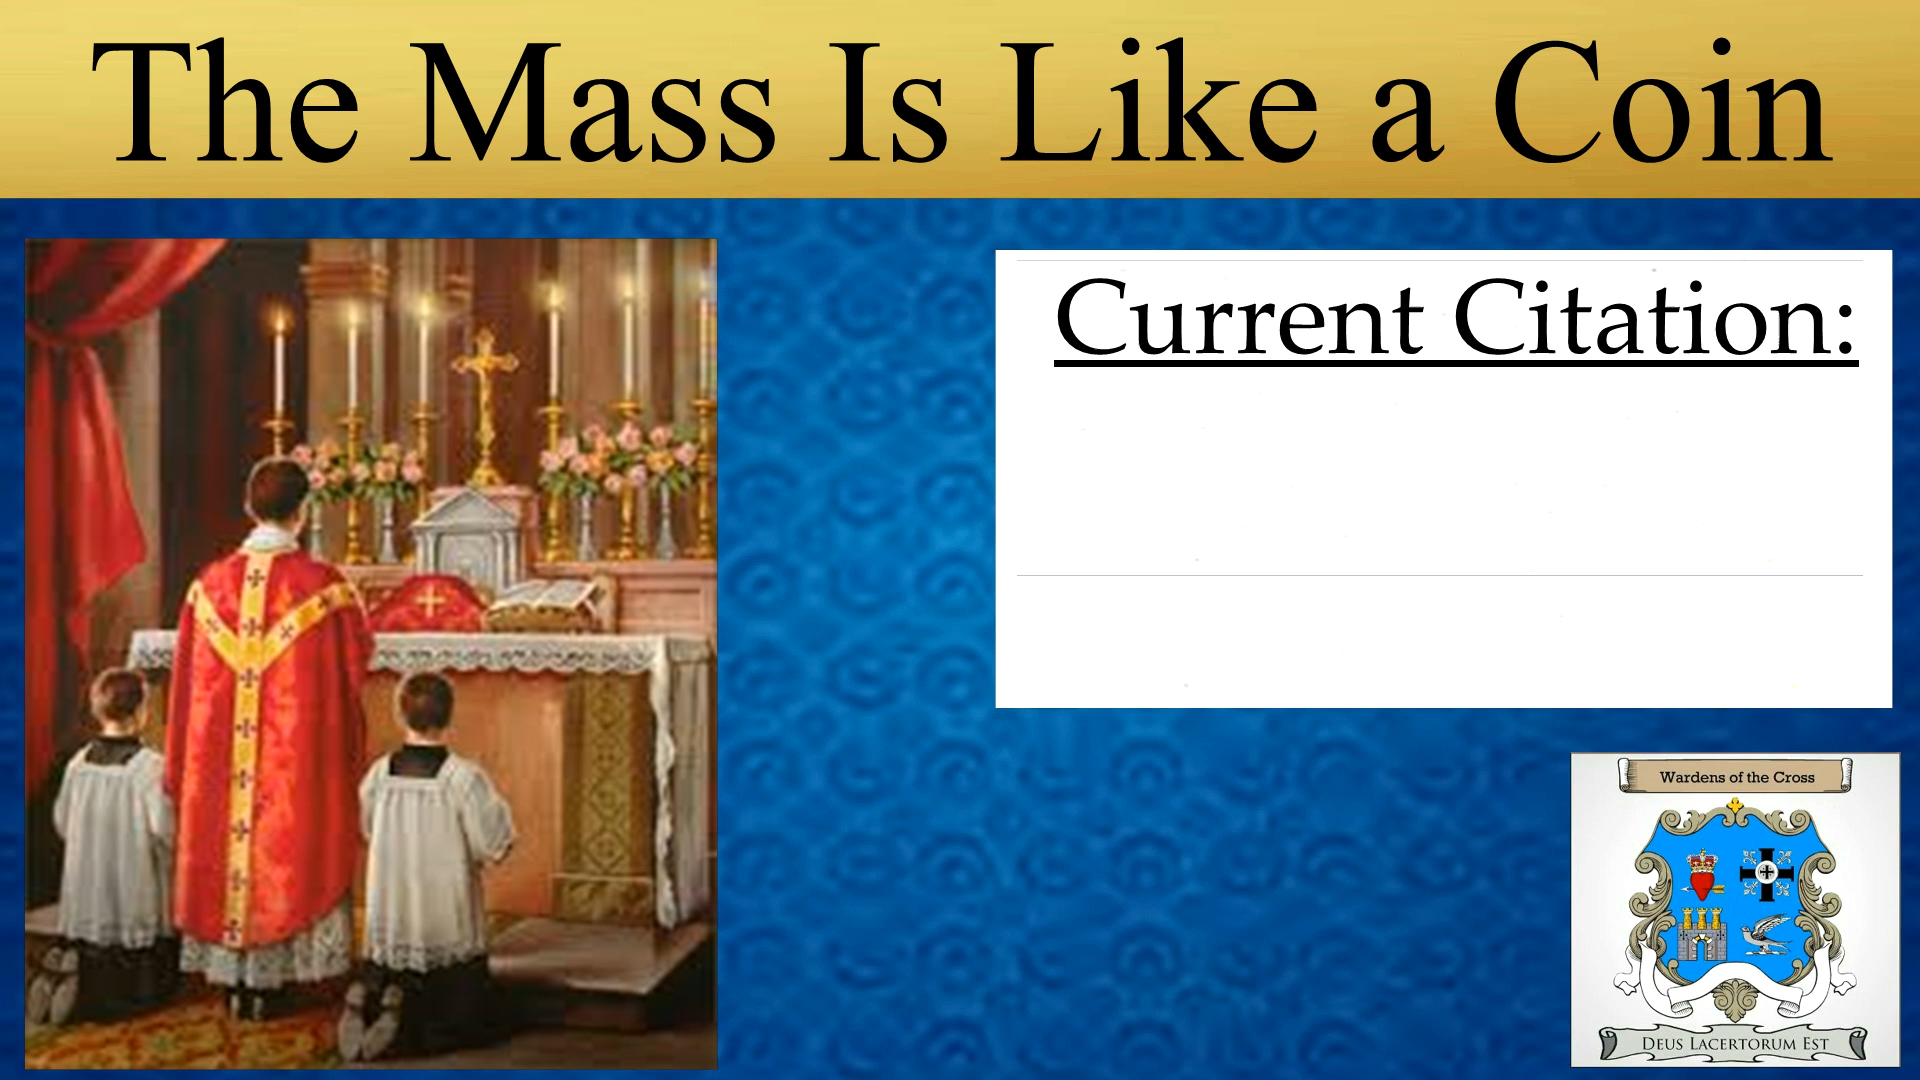 The Mass Is Like a Coin
Current Citation:
Wardens of the Cross
Deus Lacertorum Est